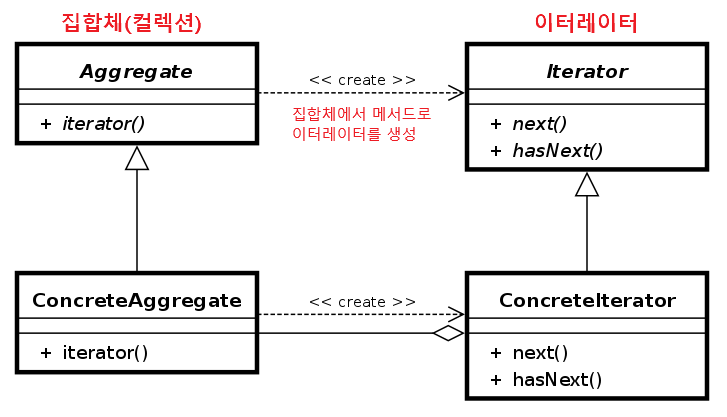 집합체(컬렉션)
이터레이터
Aggregate
+ iterator()
<< create >>
집합체에서 메서드로
이터레이터를 생성
Iterator
+ next()
+ hasNext()
ConcreteAggregate
+ iterator()
<< create >>
ConcreteIterator
+ next()
+ hasNext()